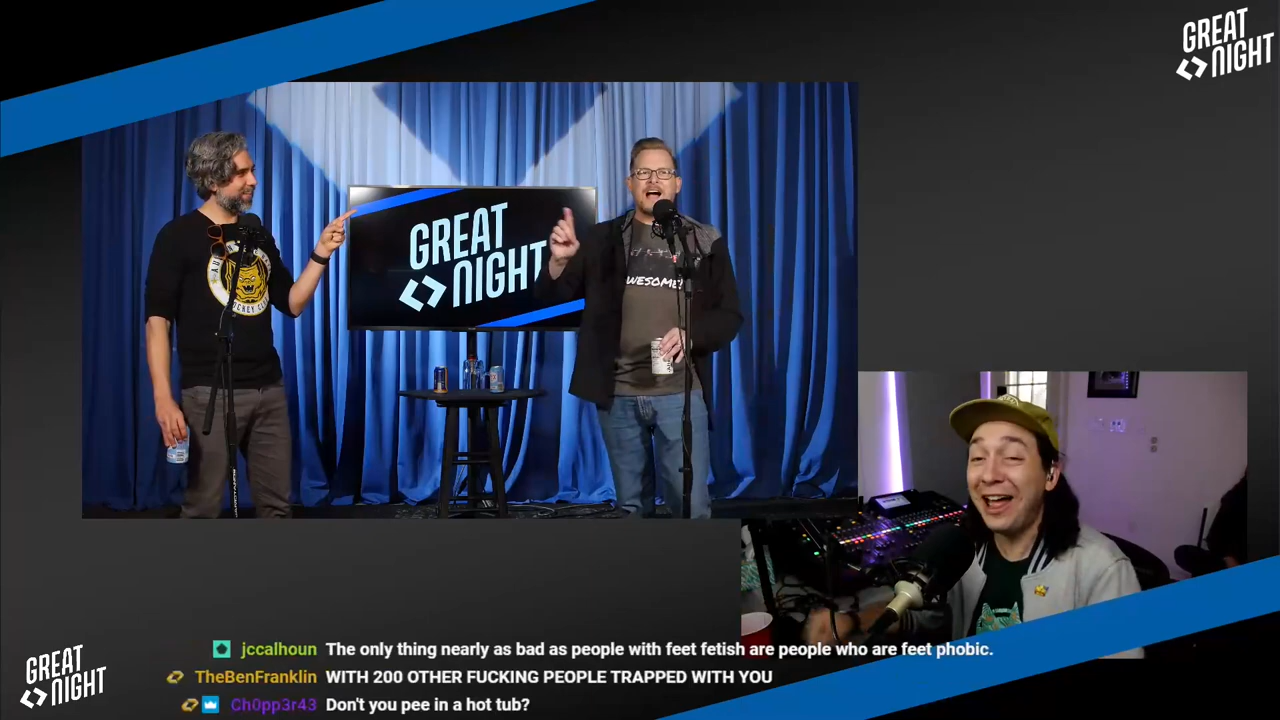 GREAT
NIGHT
GREAT
NIGHT
AWESOME!
GREAT
NIGHT
jccalhoun The only thing nearly as bad as people with feet fetish are people who are feet phobic.
TheBenFranklin WITH 200 OTHER FUCKING PEOPLE TRAPPED WITH YOU
Ch0pp3r43 Don't you pee in a hot tub?